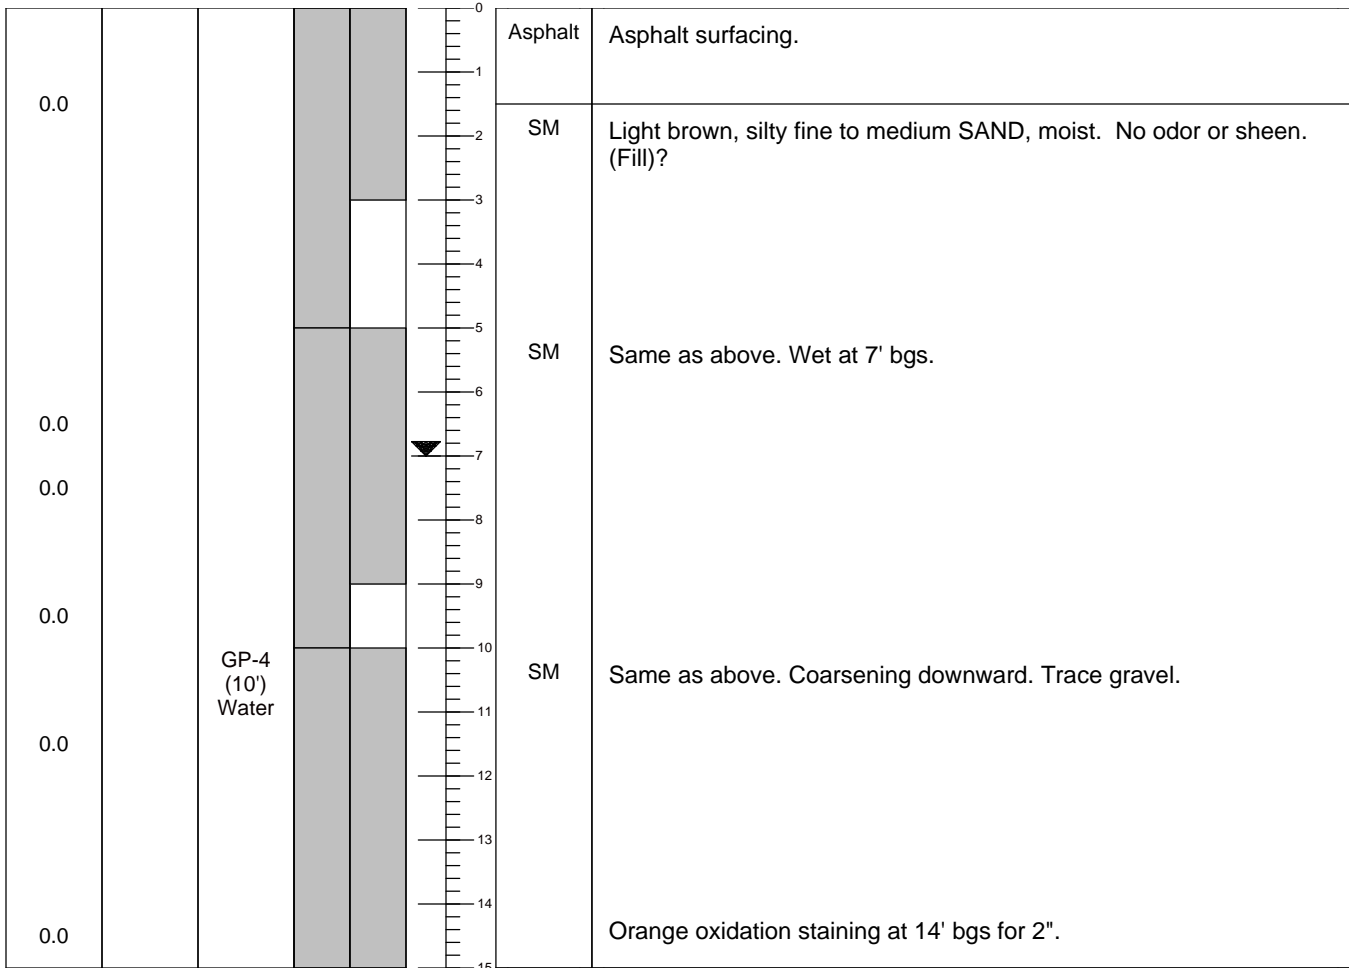 0
Asphalt
Asphalt surfacing.
1
0.0
SM
Light brown, silty fine to medium SAND, moist. No odor or sheen.
(Fill)?
2
3
4
5
SM
Same as above. Wet at 7' bgs.
6
0.0
7
0.0
8
9
0.0
10
GP-4
(10')
Water
SM
Same as above. Coarsening downward. Trace gravel.
11
0.0
12
13
14
0.0
Orange oxidation staining at 14' bgs for 2".
15